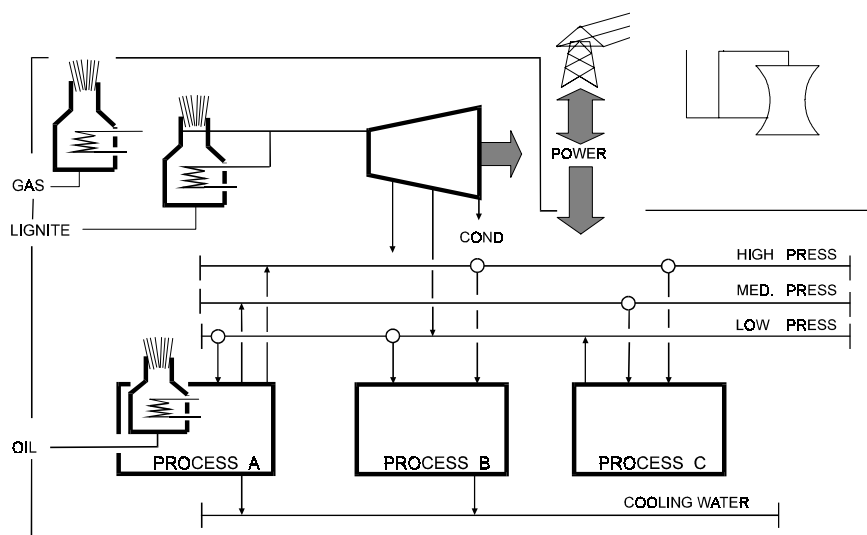 POWER
GAS
LIGNITE
COND
HIGH PRESS
MED. PRESS
LOW PRESS
OIL
PROCESS A
PROCESS B
PROCESS C
COOLING WATER